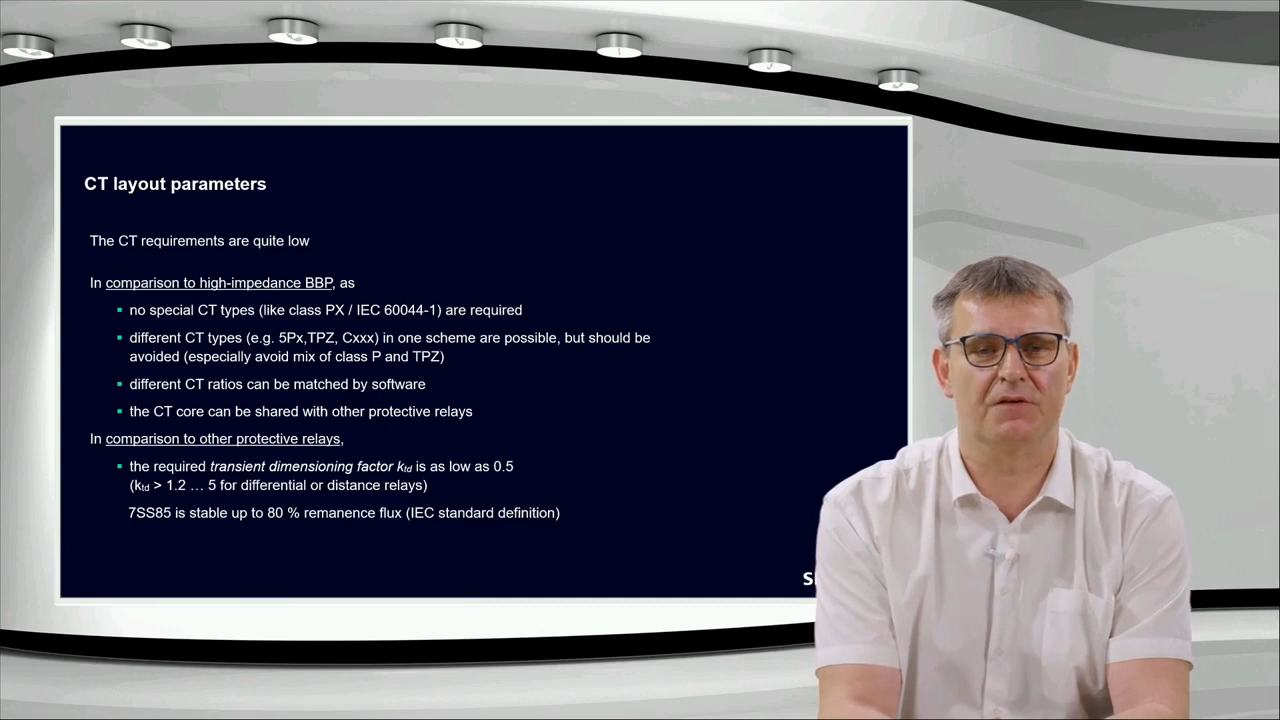 CT layout parameters
The CT requirements are quite low
In comparison to high-impedance BBP, as
no special CT types (like class PX / IEC 60044-1) are required
different CT types (e.g. 5Px,TPZ, Cxxx) in one scheme are possible, but should be
avoided (especially avoid mix of class P and TPZ)
different CT ratios can be matched by software
the CT core can be shared with other protective relays
In comparison to other protective relays,
the required transient dimensioning factor ktd is as low as 0.5
(ktd > 1.2 … 5 for differential or distance relays)
7SS85 is stable up to 80 % remanence flux (IEC standard definition)